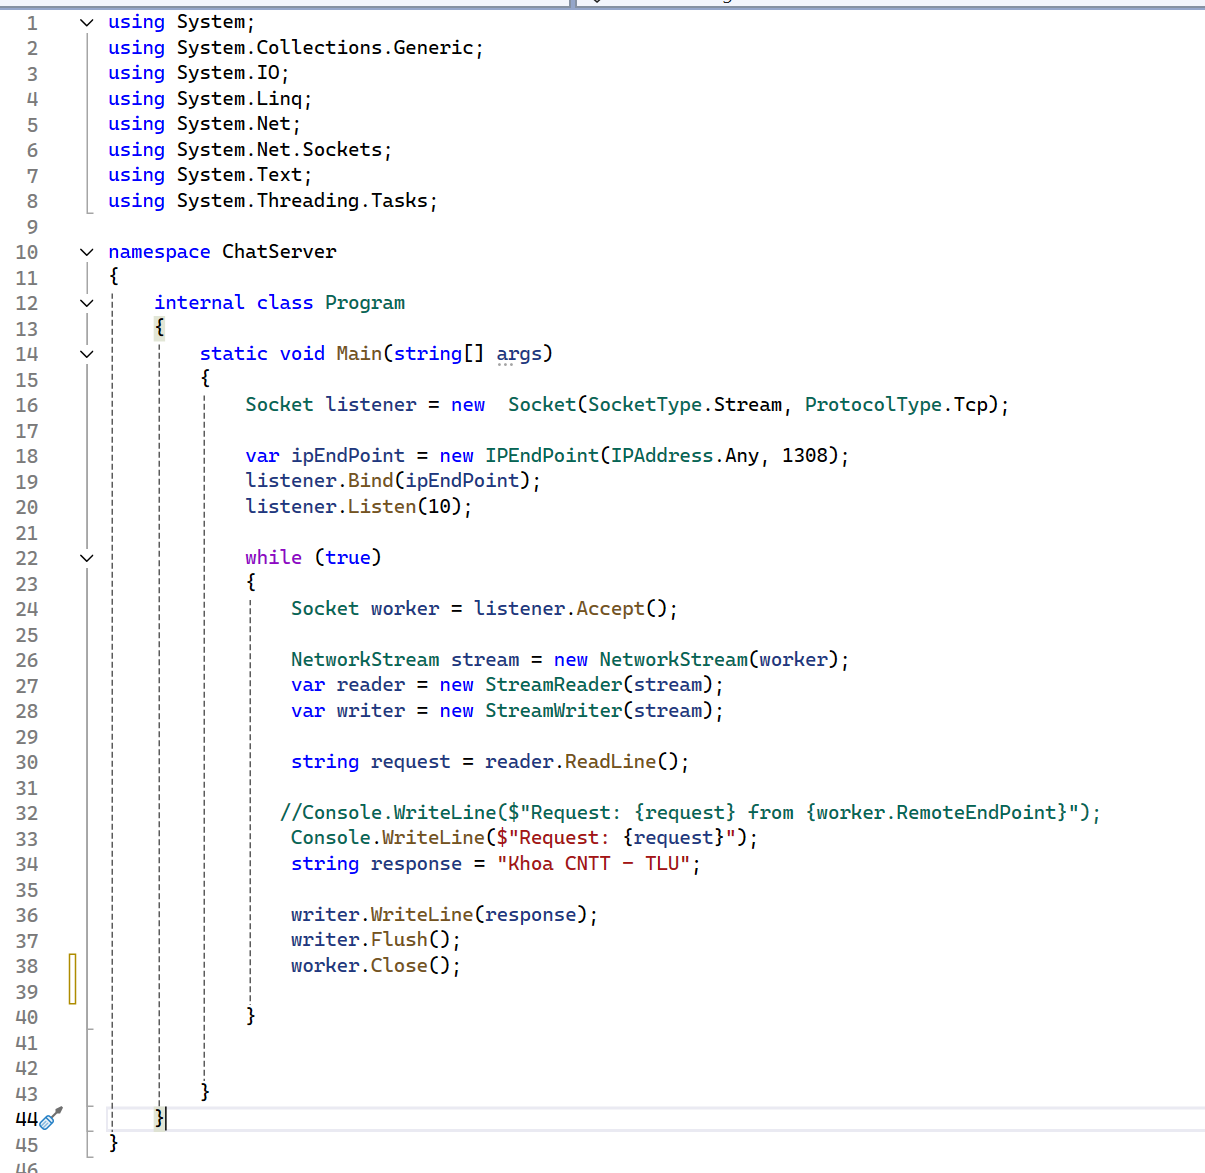 1 using System;
2 using System.Collections.Generic;
3 using System.IO;
4 using System.Linq;
5 using System.Net;
6 using System.Net.Sockets;
7 using System.Text;
8 using System.Threading.Tasks;
9
10 namespace ChatServer
11 {
12     internal class Program
13     {
14         static void Main(string[] args)
15         {
16             Socket listener = new  Socket(SocketType.Stream, ProtocolType.Tcp);
17
18             var ipEndPoint = new IPEndPoint(IPAddress.Any, 1308);
19             listener.Bind(ipEndPoint);
20             listener.Listen(10);
21
22             while (true)
23             {
24                 Socket worker = listener.Accept();
25
26                 NetworkStream stream = new NetworkStream(worker);
27                 var reader = new StreamReader(stream);
28                 var writer = new StreamWriter(stream);
29
30                 string request = reader.ReadLine();
31
32                //Console.WriteLine($"Request: {request} from {worker.RemoteEndPoint}");
33                 Console.WriteLine($"Request: {request}");
34                 string response = "Khoa CNTT - TLU";
35
36                 writer.WriteLine(response);
37                 writer.Flush();
38                 worker.Close();
39
40             }
41
42
43         }
44     }
45 }
46